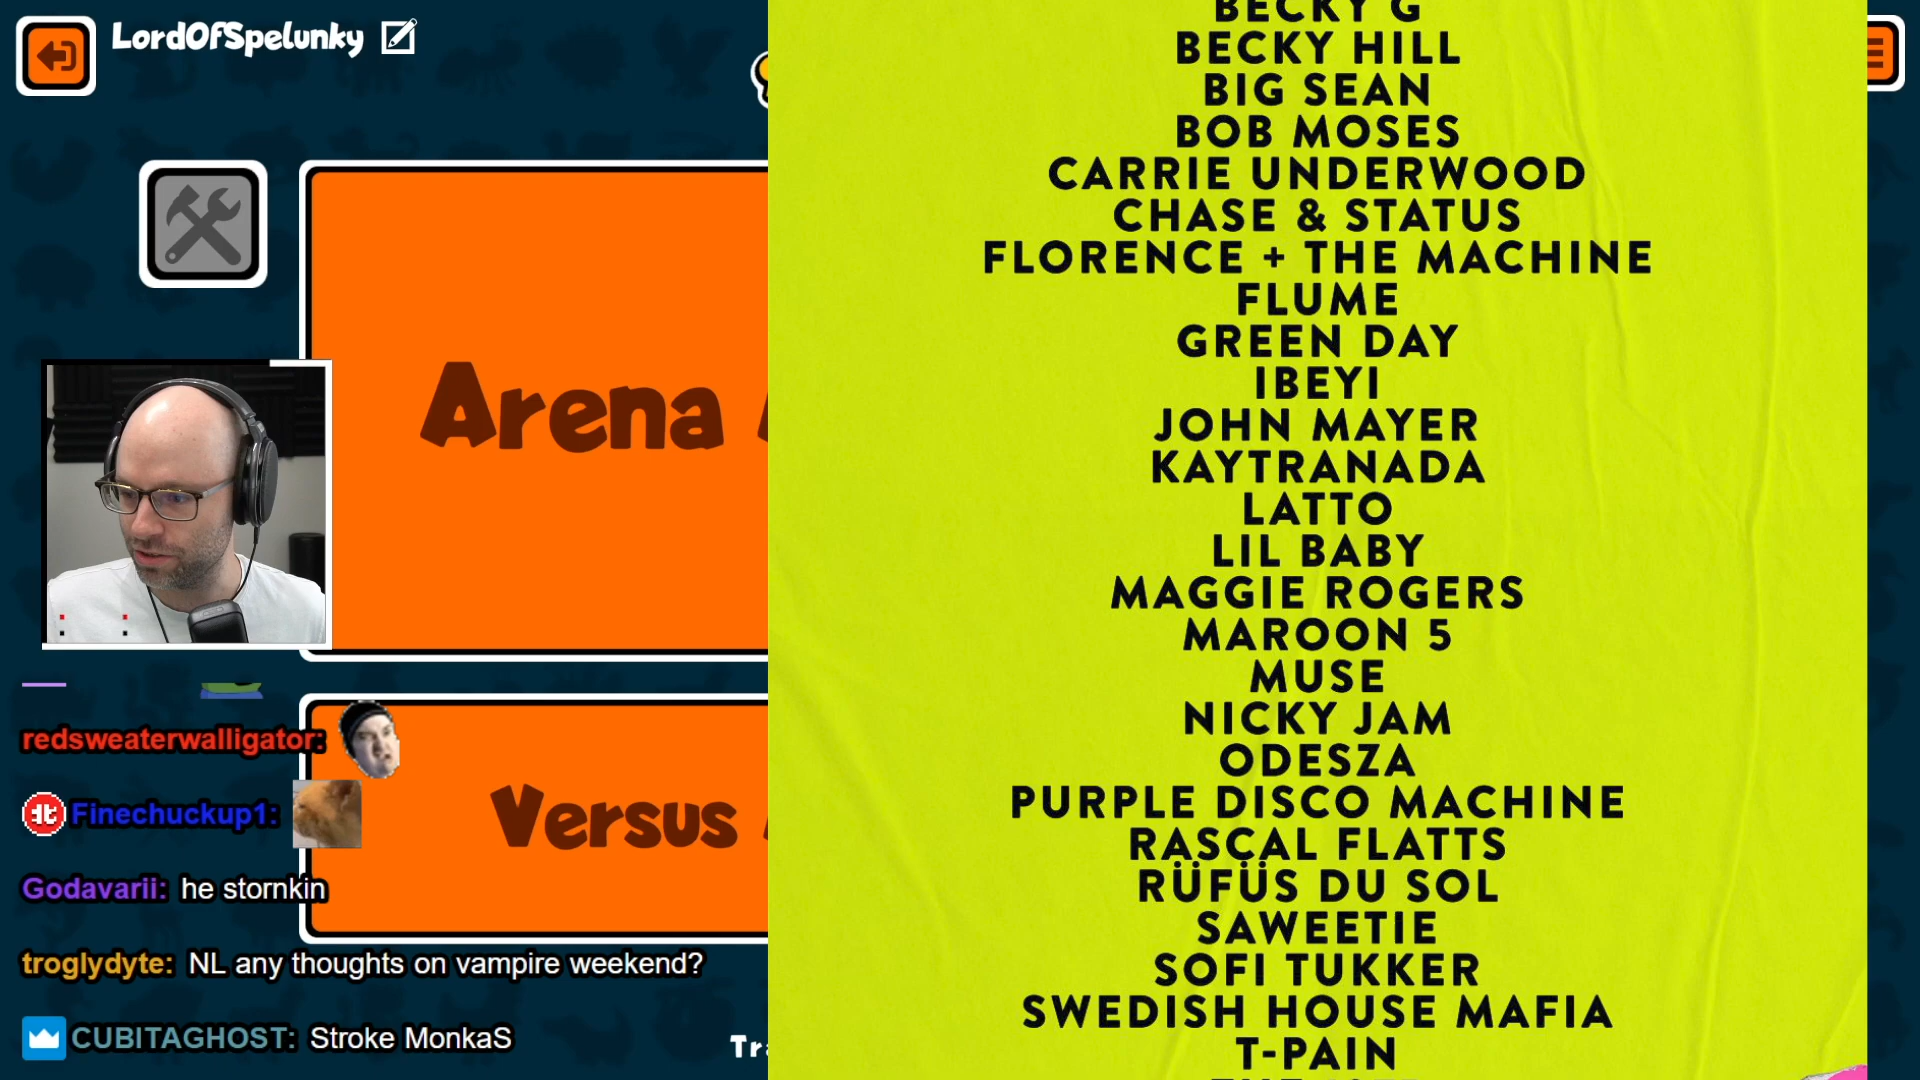 LordOfSpelunky
Arena
Versus
redsweaterwalligator:
Finechuckup1:
Godavarii: he stornkin
troglydyte: NL any thoughts on vampire weekend?
CUBITAGHOST: Stroke MonkaS
BECKY G
BECKY HILL
BIG SEAN
BOB MOSES
CARRIE UNDERWOOD
CHASE & STATUS
FLORENCE + THE MACHINE
FLUME
GREEN DAY
IBEYI
JOHN MAYER
KAYTRANADA
LATTO
LIL BABY
MAGGIE ROGERS
MAROON 5
MUSE
NICKY JAM
ODESZA
PURPLE DISCO MACHINE
RASCAL FLATTS
RÜFÜS DU SOL
SAWEETIE
SOFI TUKKER
SWEDISH HOUSE MAFIA
T-PAIN